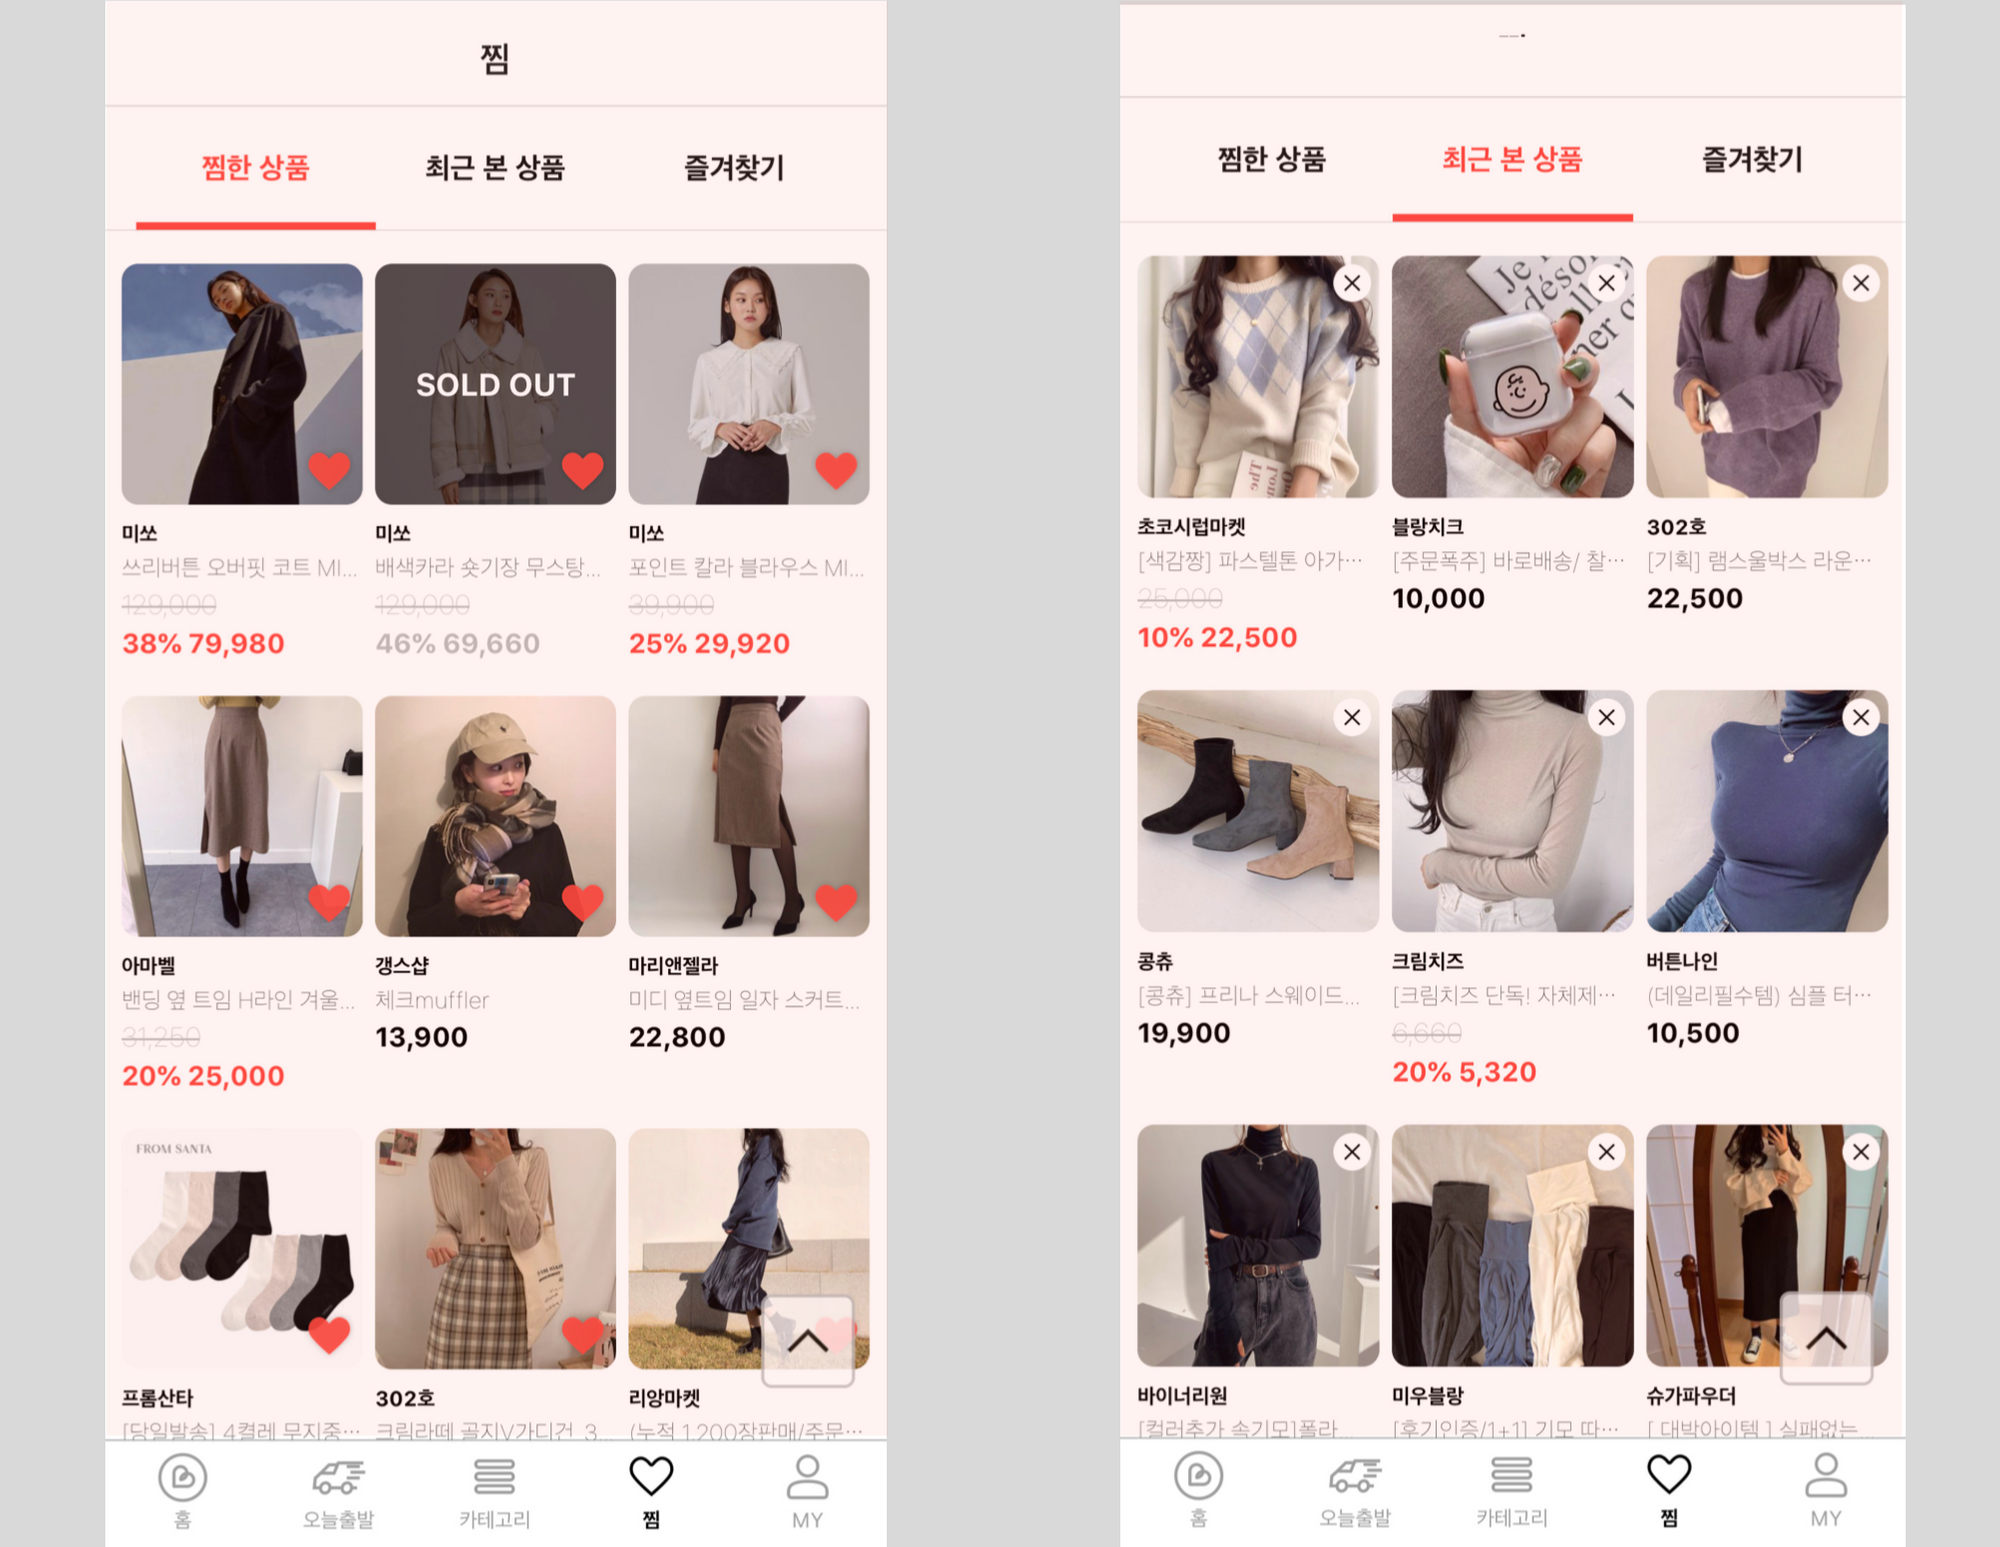 찜
찜한 상품 최근 본 상품 즐겨찾기
SOLD OUT
미쏘 미쏘 미쏘
쓰리버튼 오버핏 코트 MI... 배색카라 숏기장 무스탕... 포인트 칼라 블라우스 MI...
129,000 129,000 39,900
38% 79,980 46% 69,660 25% 29,920
아마벨 갱스샵 마리앤젤라
밴딩 옆 트임 H라인 겨울... 체크muffler 미디 옆트임 일자 스커트...
31,250 13,900 22,800
20% 25,000
FROM SANTA
프롬산타 302호 리앙마켓
[당일발송] 4켤레 무지중... 크림라떼 골지V가디건_3... (누적 1,200장판매/주문...
홈 오늘출발 카테고리 찜 MY
찜한 상품 최근 본 상품 즐겨찾기
Je
désol
초코시럽마켓 블랑치크 302호
[색감짱] 파스텔톤 아가... [주문폭주] 바로배송/ 찰... [기획] 램스울박스 라운...
25,000 10,000 22,500
10% 22,500
콩츄 크림치즈 버튼나인
[콩츄] 프리나 스웨이드... [크림치즈 단독! 자체제... (데일리필수템) 심플 터...
19,900 6,660 10,500
20% 5,320
바이너리원 미우블랑 슈가파우더
[컬러추가 속기모]폴라... [후기인증/1+1] 기모 따... [ 대박아이템 ] 실패없는...
홈 오늘출발 카테고리 찜 MY